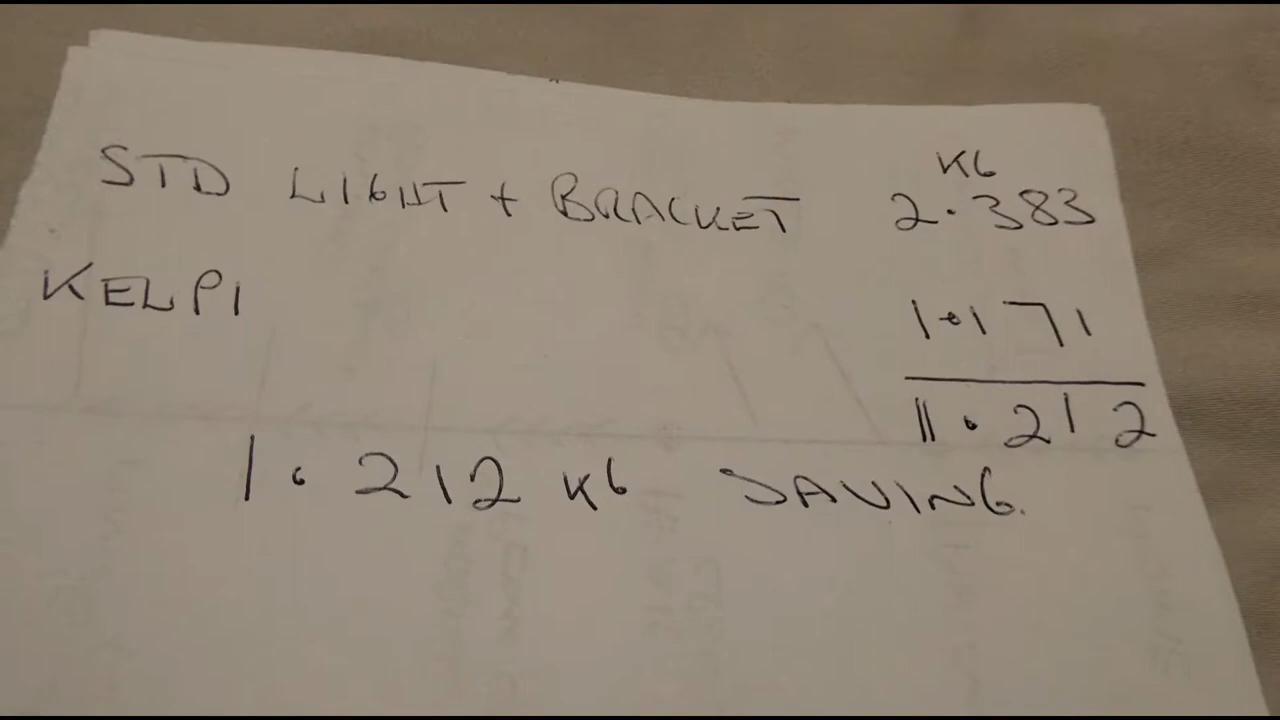 KG
STD LIGHT + BRACKET 2.383
KELPI 1.171
1.212
1.212 KG SAVING.